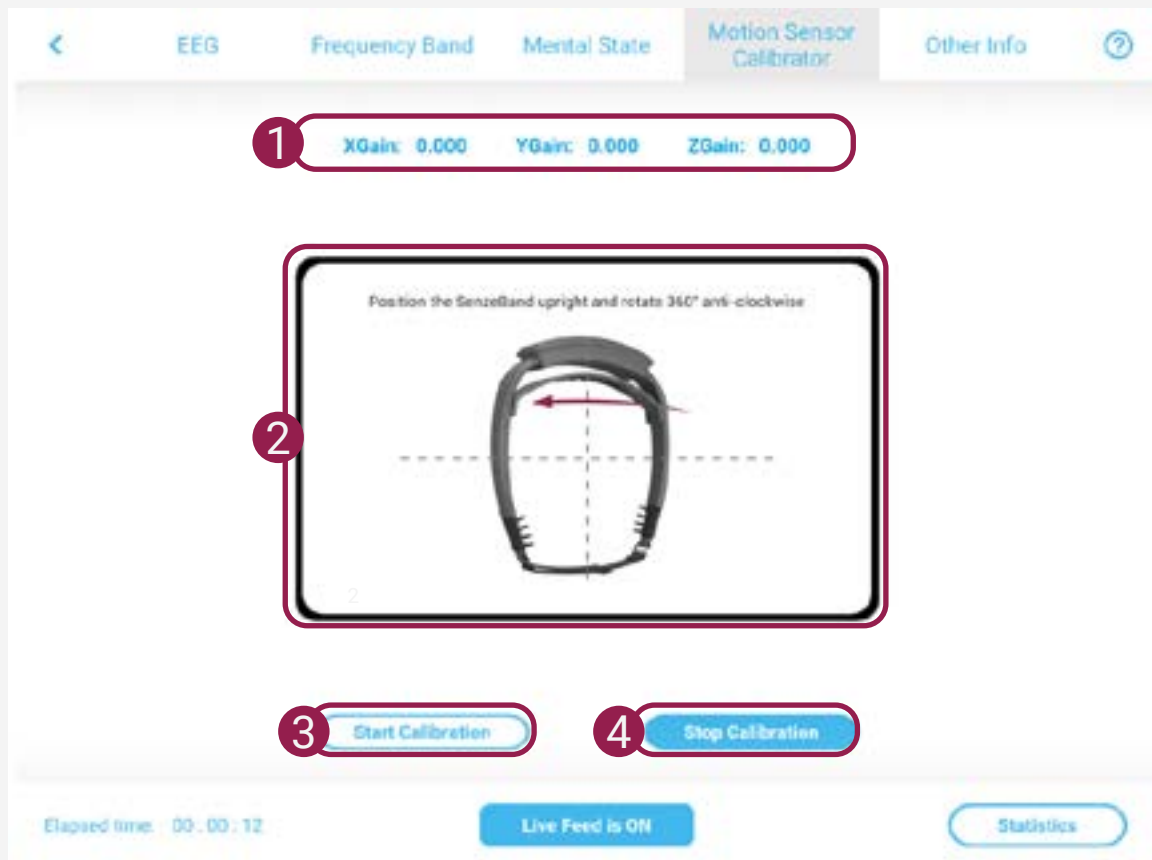 EEG
Frequency Band
Mental State
Motion Sensor
Calibrator
Other Info
?
1
XGain: 0.000 YGain: 0.000 ZGain: 0.000
2
Position the SenzeBand upright and rotate 360° anti-clockwise
2
3
Start Calibration
4
Stop Calibration
Elapsed time: 00 : 00 : 12
Live Feed is ON
Statistics